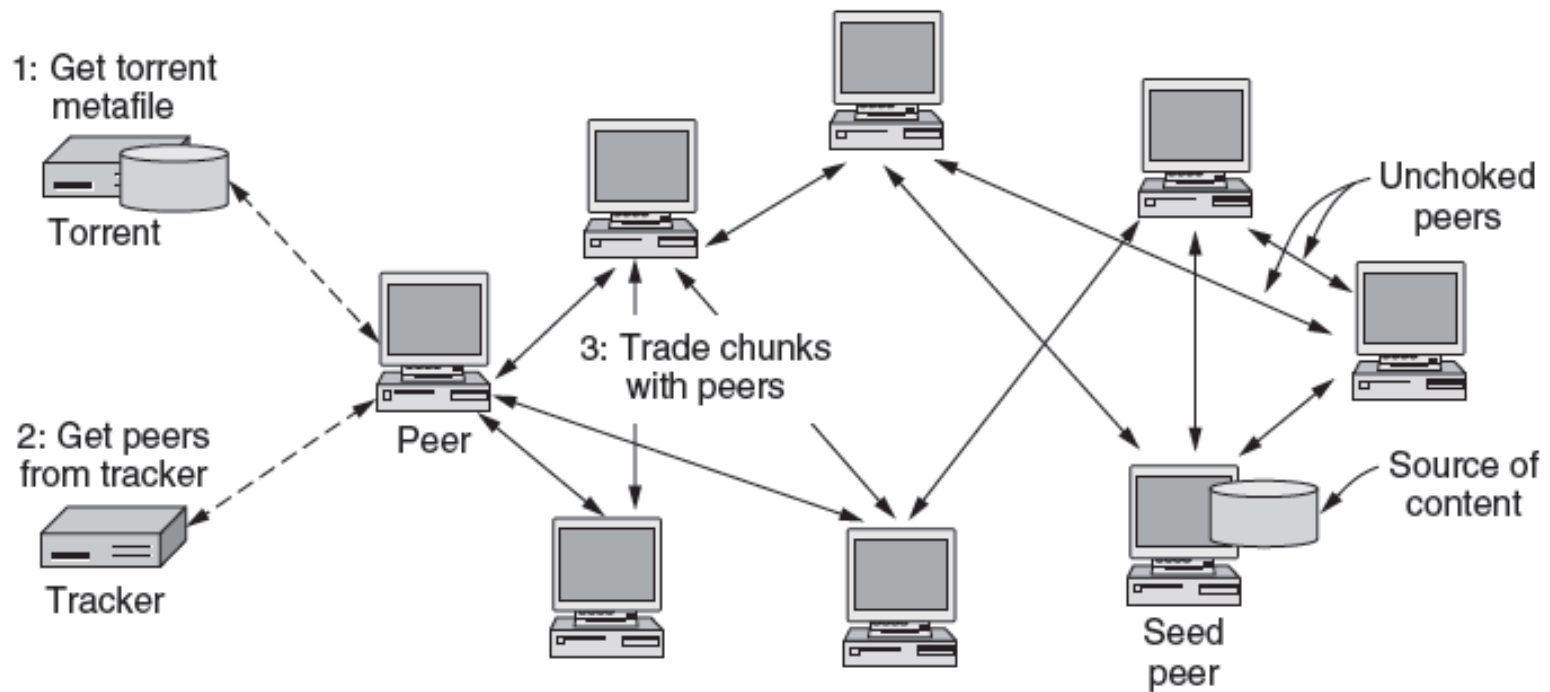 1: Get torrent
metafile
Torrent
2: Get peers
from tracker
Tracker
Peer
3: Trade chunks
with peers
Unchoked
peers
Source of
content
Seed
peer